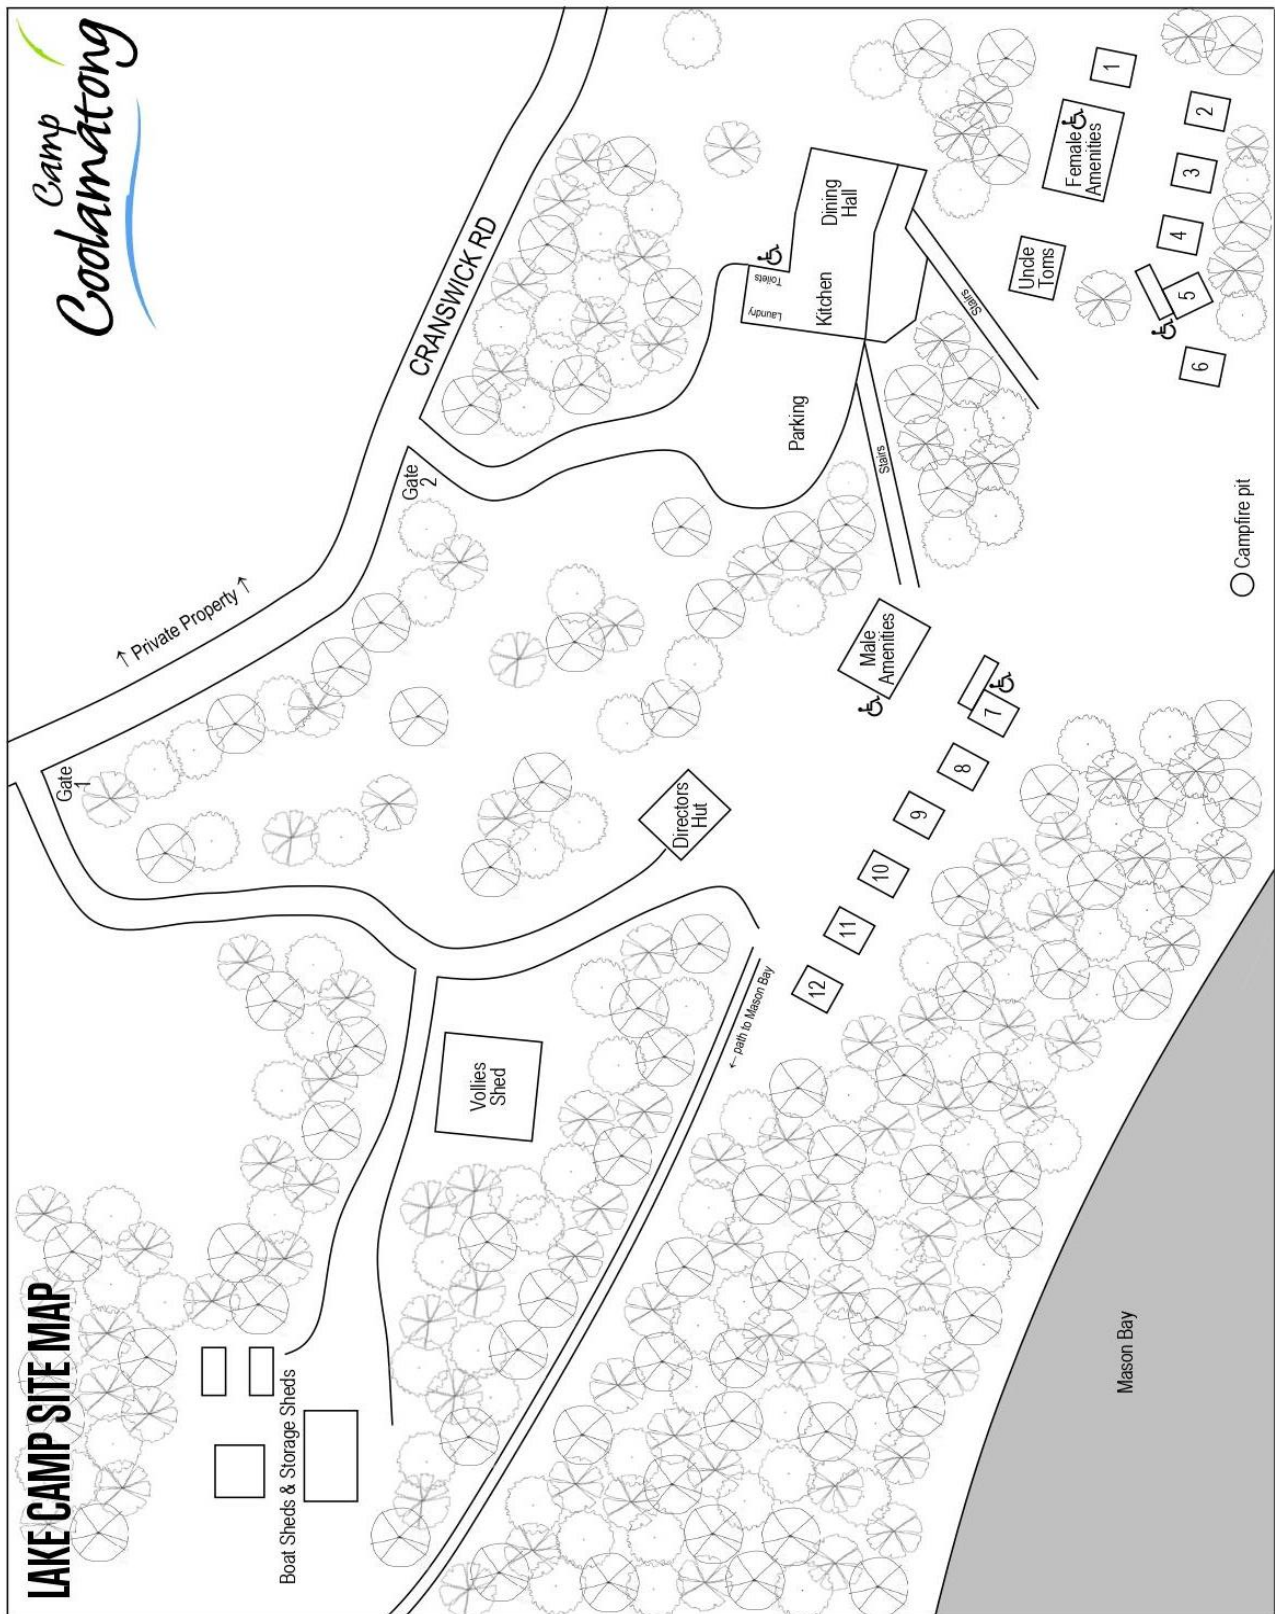 LAKE CAMP SITE MAP
Camp
Coolamatong
↑ Private Property ↑
CRANSWICK RD
Gate
1
Gate
2
Boat Sheds & Storage Sheds
Vollies
Shed
Directors
Hut
← path to Mason Bay
Parking
Laundry
Toilets
Kitchen
Dining
Hall
Stairs
Stairs
Male
Amenities
Uncle
Toms
Female
Amenities
1
2
3
4
5
6
7
8
9
10
11
12
Campfire pit
Mason Bay